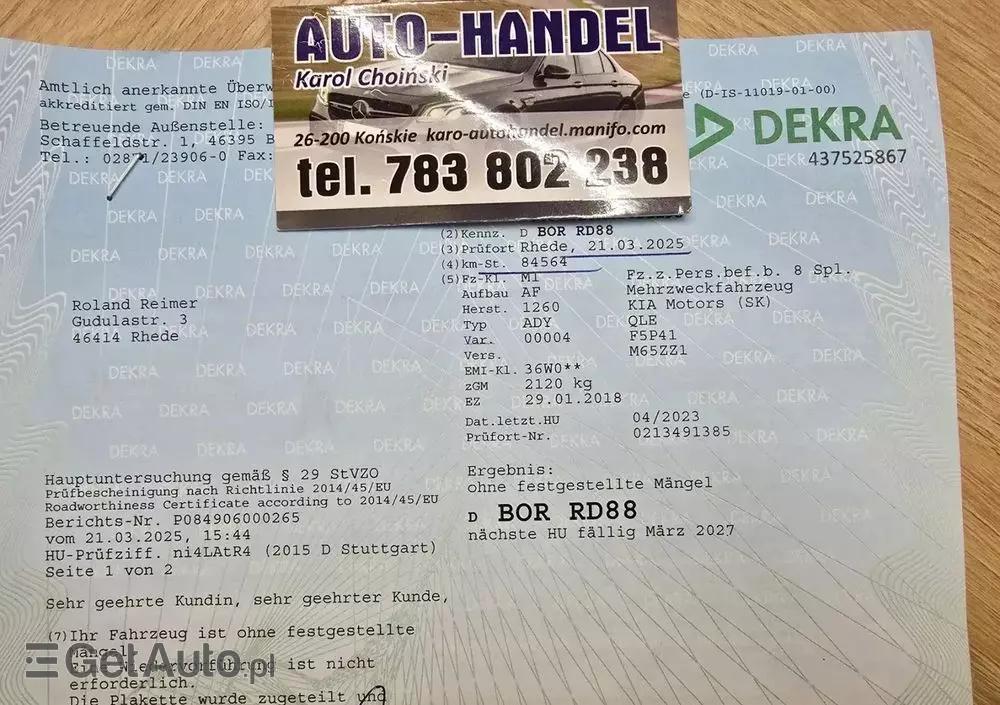 AUTO-HANDEL
Karol Choiński
26-200 Końskie karo-autohandel.manifo.com
tel. 783 802 238
Amtlich anerkannte Überw
akkreditiert gem. DIN EN ISO/I
e (D-IS-11019-01-00)
Betreuende Außenstelle:
Schaffeldstr. 1, 46395 B
Tel.: 02871/23906-0 Fax:
DEKRA
437525867
(2) Kennz. D BOR RD88
(3) Prüfort Rhede, 21.03.2025
(4) km-St. 84564
(5) Fz-Kl. M1 Fz.z.Pers.bef.b. 8 Spl.
Aufbau AF Mehrzweckfahrzeug
Herst. 1260 KIA Motors (SK)
Typ ADY QLE
Var. 00004 F5P41
Vers. M65ZZ1
EMI-Kl. 36W0**
zGM 2120 kg
EZ 29.01.2018
Dat.letzt.HU 04/2023
Prüfort-Nr. 0213491385
Roland Reimer
Gudulastr. 3
46414 Rhede
Hauptuntersuchung gemäß § 29 StVZO
Prüfbescheinigung nach Richtlinie 2014/45/EU
Roadworthiness Certificate according to 2014/45/EU
Berichts-Nr. P084906000265
vom 21.03.2025, 15:44
HU-Prüfziff. ni4LAtR4 (2015 D Stuttgart)
Seite 1 von 2
Ergebnis:
ohne festgestellte Mängel
D BOR RD88
nächste HU fällig März 2027
Sehr geehrte Kundin, sehr geehrter Kunde,
(7) Ihr Fahrzeug ist ohne festgestellte
Mängel.
Eine Wiedervorführung ist nicht
erforderlich.
Die Plakette wurde zugeteilt und
GetAuto.pl